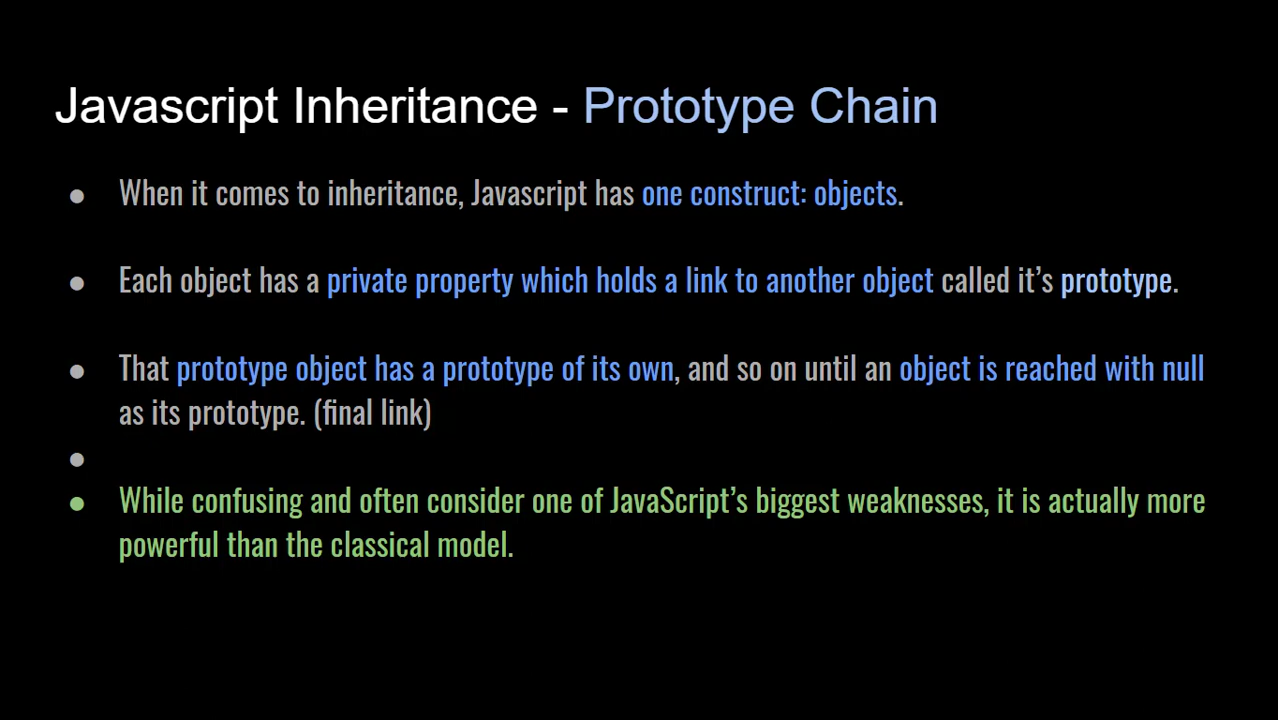 Javascript Inheritance - Prototype Chain
● When it comes to inheritance, Javascript has one construct: objects.
● Each object has a private property which holds a link to another object called it’s prototype.
● That prototype object has a prototype of its own, and so on until an object is reached with null
as its prototype. (final link)
●
● While confusing and often consider one of JavaScript’s biggest weaknesses, it is actually more
powerful than the classical model.